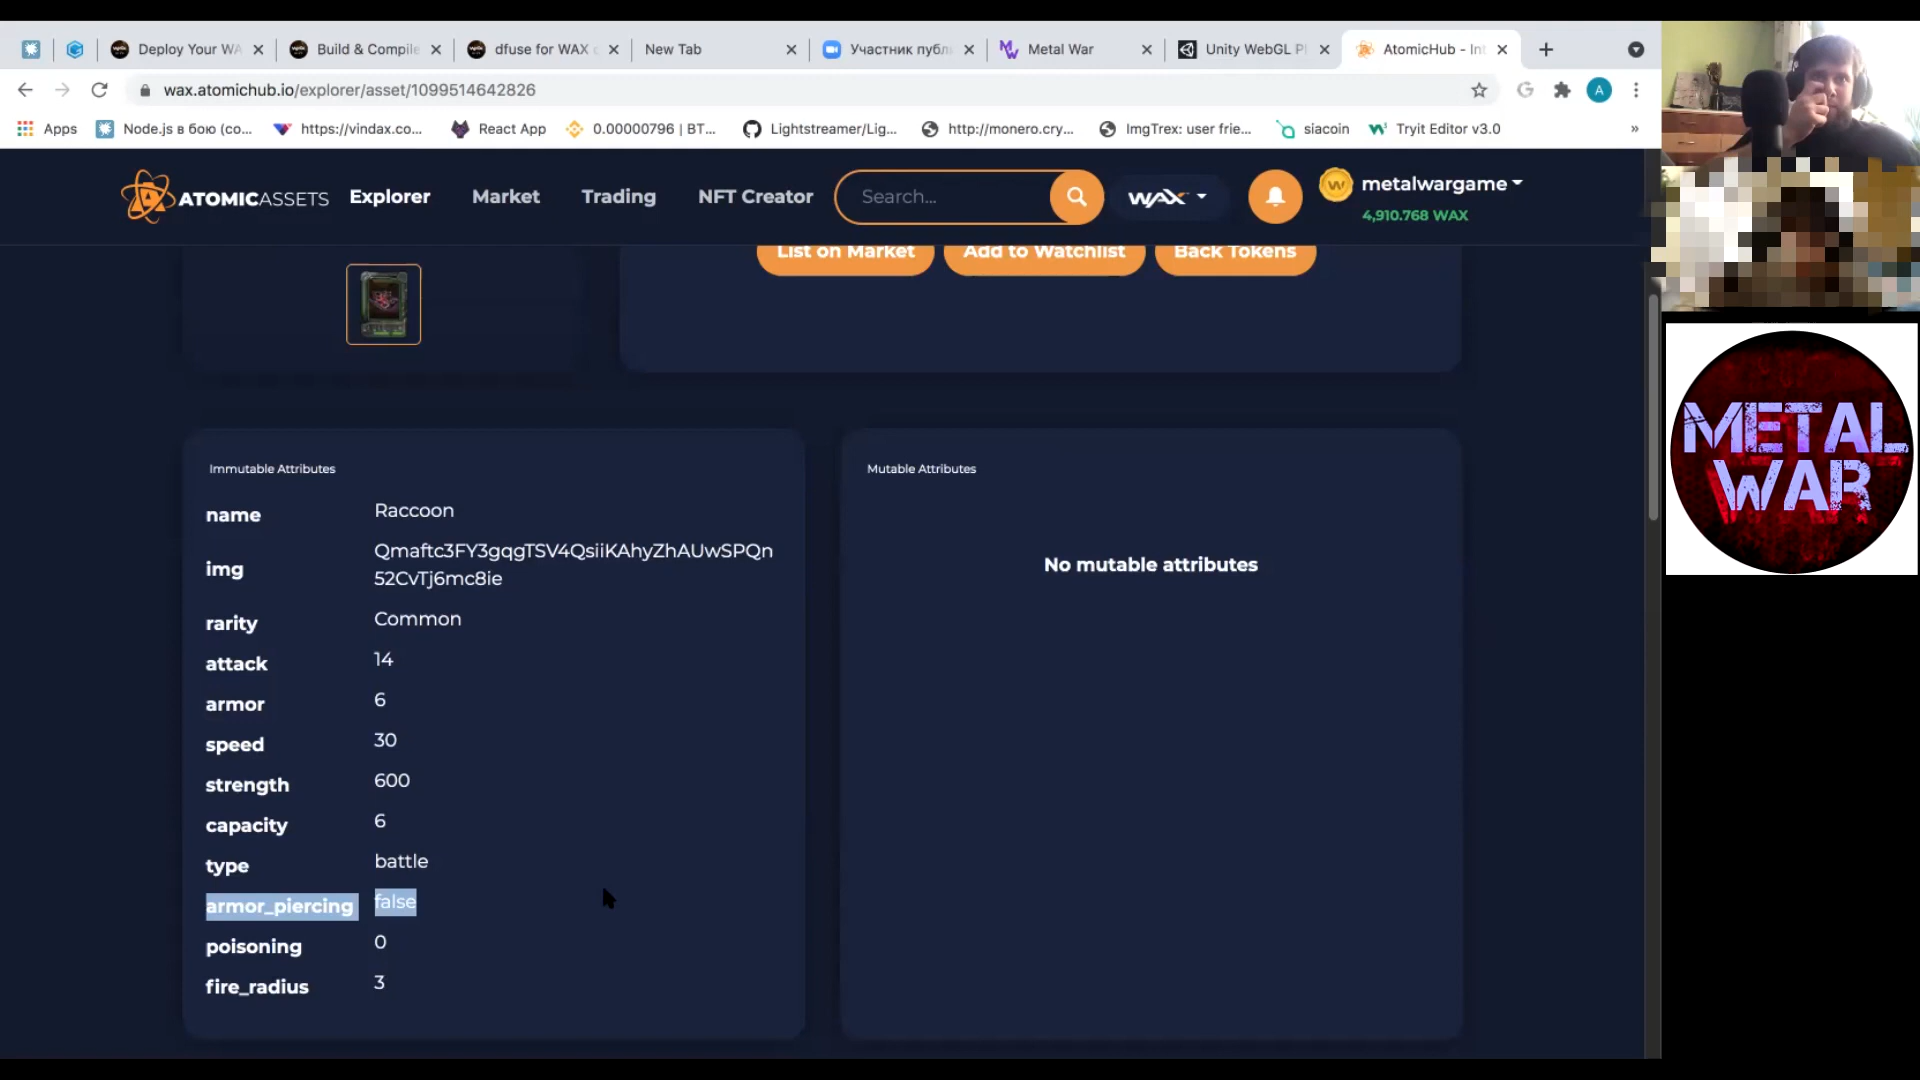 Deploy Your WA
Build & Compile
dfuse for WAX
New Tab
Участник публ
Metal War
Unity WebGL Pl
AtomicHub - Int
wax.atomichub.io/explorer/asset/1099514642826
A
Apps
Node.js в бою (со...
https://vindax.co...
React App
0.00000796 | BT...
Lightstreamer/Lig...
http://monero.cry...
ImgTrex: user frie...
siacoin
Tryit Editor v3.0
»
ATOMICASSETS
Explorer
Market
Trading
NFT Creator
Search...
WAX
metalwargame
4,910.768 WAX
List on Market
Add to Watchlist
Back Tokens
Immutable Attributes
name Raccoon
img Qmaftc3FY3gqgTSV4QsiiKAhyZhAUwSPQn
52CvTj6mc8ie
rarity Common
attack 14
armor 6
speed 30
strength 600
capacity 6
type battle
armor_piercing false
poisoning 0
fire_radius 3
Mutable Attributes
No mutable attributes
METAL
WAR